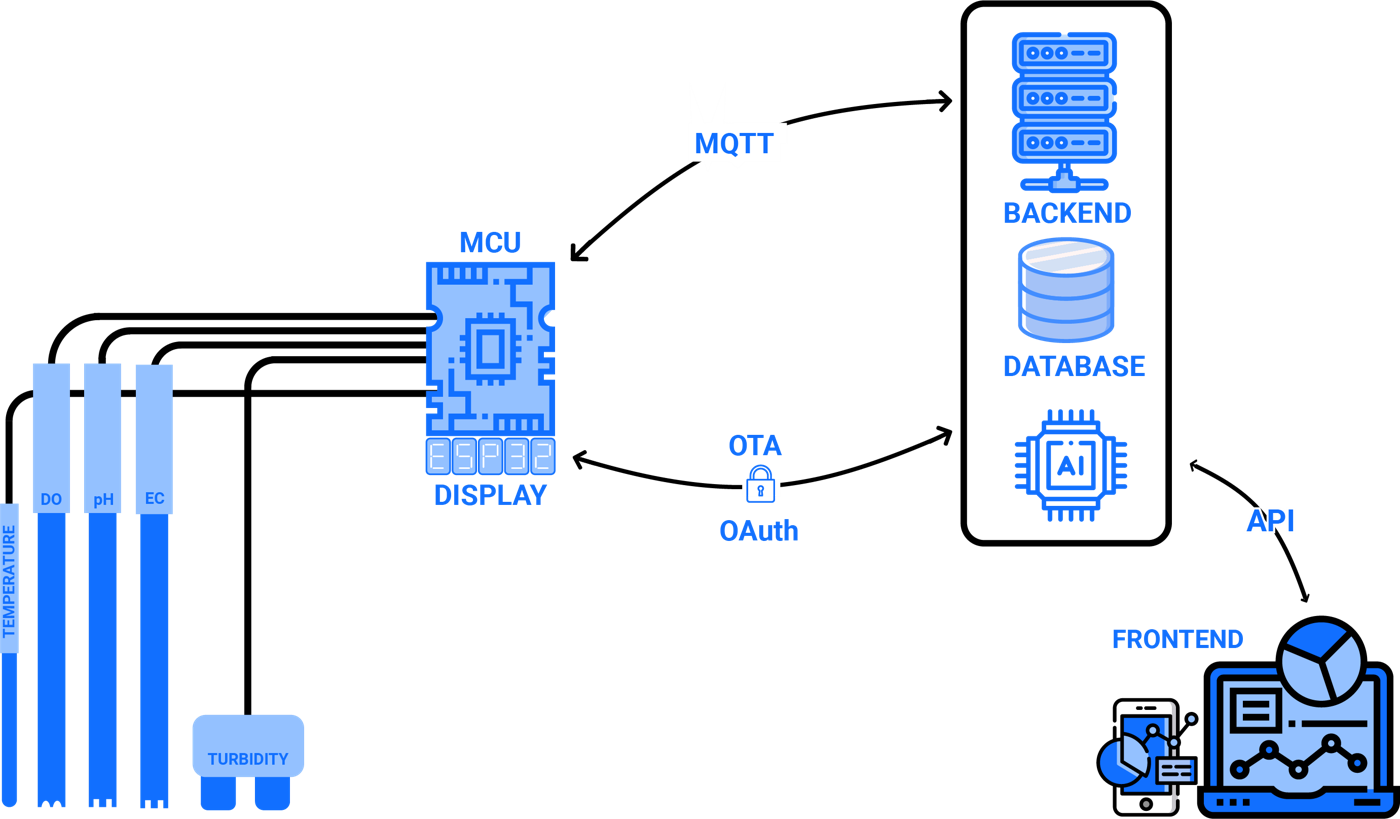 MQTT
BACKEND
MCU
DATABASE
OTA
AI
ESP32
DISPLAY
DO
pH
EC
OAuth
API
TEMPERATURE
FRONTEND
TURBIDITY